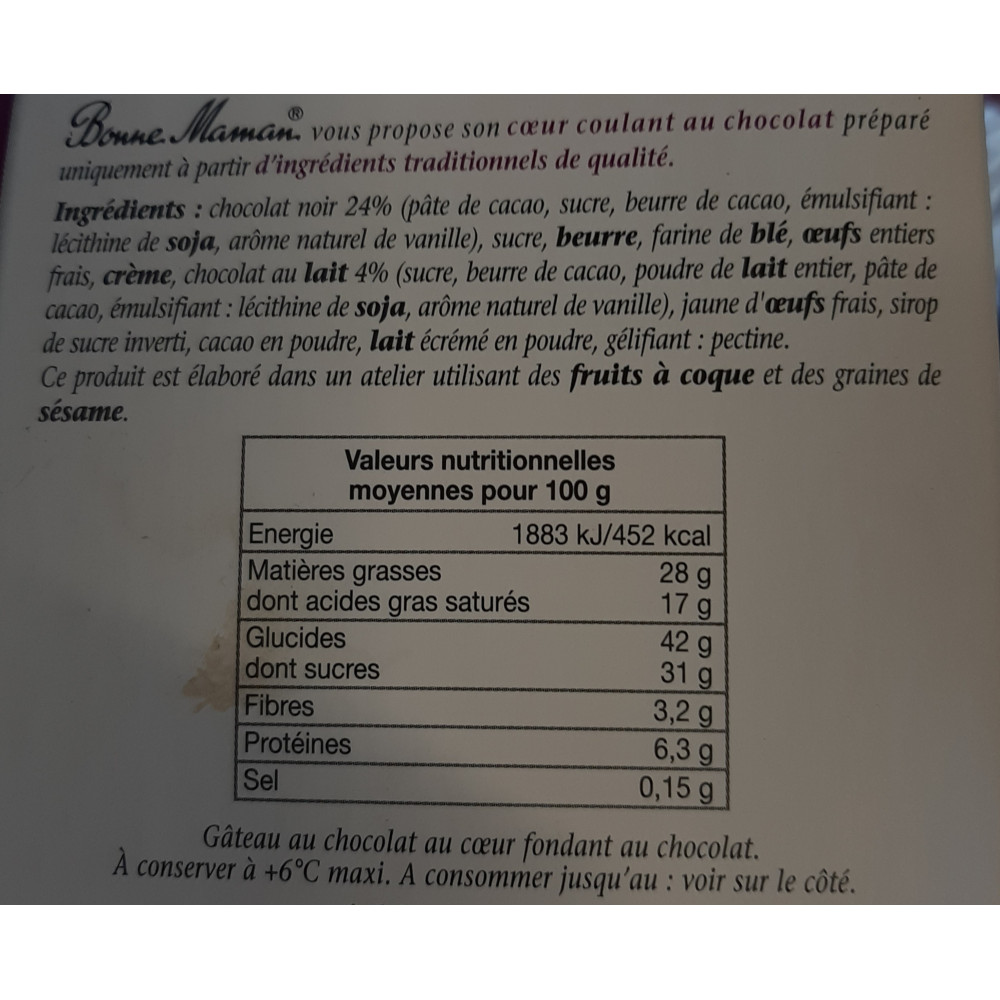 Bonne Maman® vous propose son cœur coulant au chocolat préparé
uniquement à partir d'ingrédients traditionnels de qualité.
Ingrédients : chocolat noir 24% (pâte de cacao, sucre, beurre de cacao, émulsifiant :
lécithine de soja, arôme naturel de vanille), sucre, beurre, farine de blé, œufs entiers
frais, crème, chocolat au lait 4% (sucre, beurre de cacao, poudre de lait entier, pâte de
cacao, émulsifiant : lécithine de soja, arôme naturel de vanille), jaune d'œufs frais, sirop
de sucre inverti, cacao en poudre, lait écrémé en poudre, gélifiant : pectine.
Ce produit est élaboré dans un atelier utilisant des fruits à coque et des graines de
sésame.
Valeurs nutritionnelles
moyennes pour 100 g
Energie 1883 kJ/452 kcal
Matières grasses 28 g
dont acides gras saturés 17 g
Glucides 42 g
dont sucres 31 g
Fibres 3,2 g
Protéines 6,3 g
Sel 0,15 g
Gâteau au chocolat au cœur fondant au chocolat.
À conserver à +6°C maxi. A consommer jusqu'au : voir sur le côté.